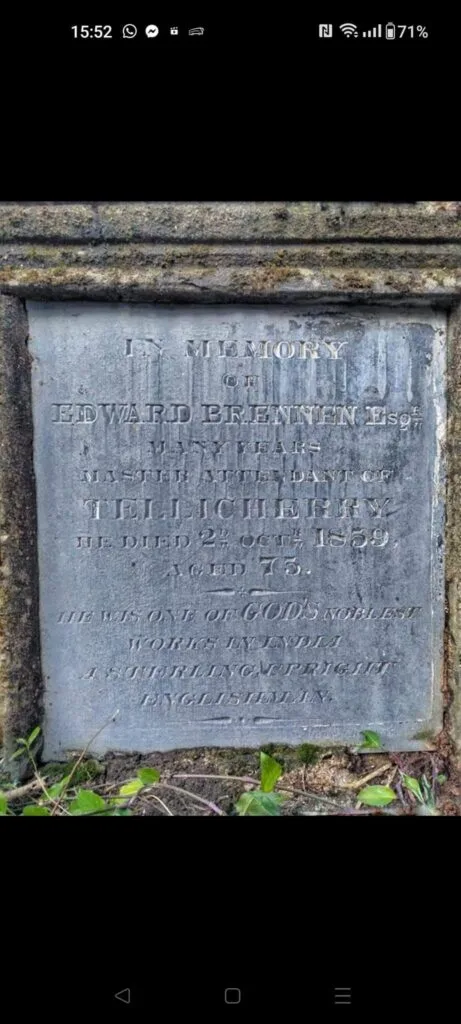 15:52
71%
IN MEMORY
OF
EDWARD BRENNEN Esqre
MANY YEARS
MASTER ATTENDANT OF
TELLICHERRY
HE DIED 2D OCTR 1859,
AGED 75.
HE WAS ONE OF GOD'S NOBLEST
WORKS IN INDIA
A STERLING, UPRIGHT
ENGLISHMAN.